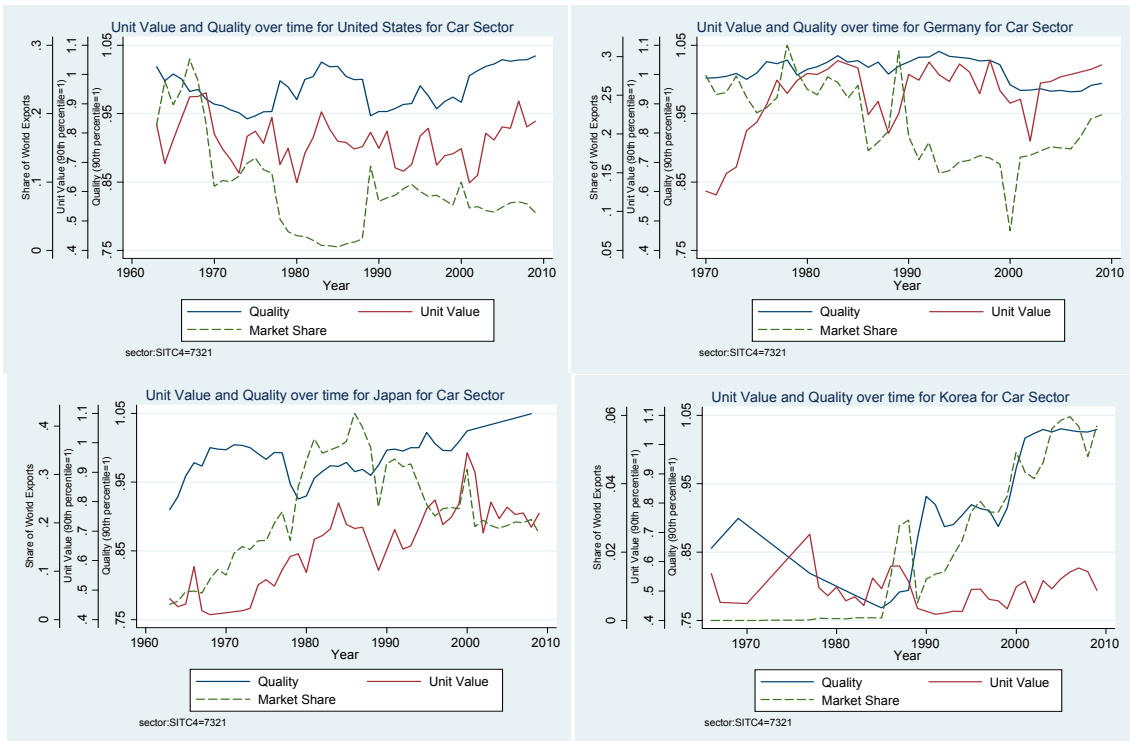 Unit Value and Quality over time for United States for Car Sector
Share of World Exports
0 .1 .2 .3
Unit Value (90th percentile=1)
.4 .5 .6 .7 .8 .9 1 1.1
Quality (90th percentile=1)
.75 .85 .95 1.05
1960 1970 1980 1990 2000 2010
Year
Quality Unit Value
Market Share
sector:SITC4=7321
Unit Value and Quality over time for Germany for Car Sector
Share of World Exports
.05 .1 .15 .2 .25 .3
Unit Value (90th percentile=1)
.4 .5 .6 .7 .8 .9 1 1.1
Quality (90th percentile=1)
.75 .85 .95 1.05
1970 1980 1990 2000 2010
Year
Quality Unit Value
Market Share
sector:SITC4=7321
Unit Value and Quality over time for Japan for Car Sector
Share of World Exports
0 .1 .2 .3 .4
Unit Value (90th percentile=1)
.4 .5 .6 .7 .8 .9 1 1.1
Quality (90th percentile=1)
.75 .85 .95 1.05
1960 1970 1980 1990 2000 2010
Year
Quality Unit Value
Market Share
sector:SITC4=7321
Unit Value and Quality over time for Korea for Car Sector
Share of World Exports
0 .02 .04 .06
Unit Value (90th percentile=1)
.4 .5 .6 .7 .8 .9 1 1.1
Quality (90th percentile=1)
.75 .85 .95 1.05
1970 1980 1990 2000 2010
Year
Quality Unit Value
Market Share
sector:SITC4=7321